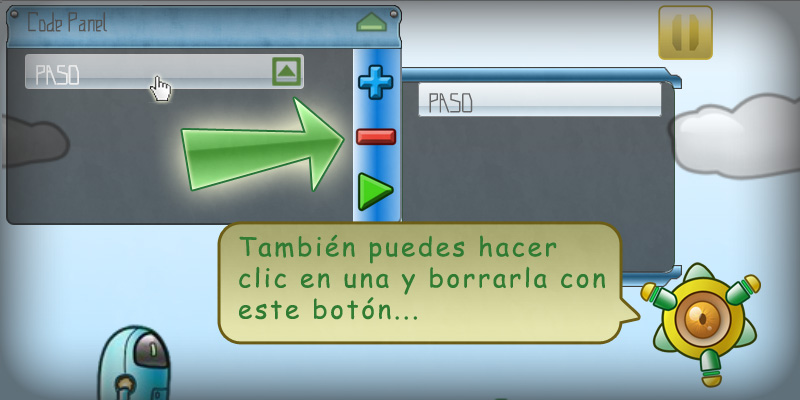 Code Panel
PASO
PASO
También puedes hacer
clic en una y borrarla con
este botón...